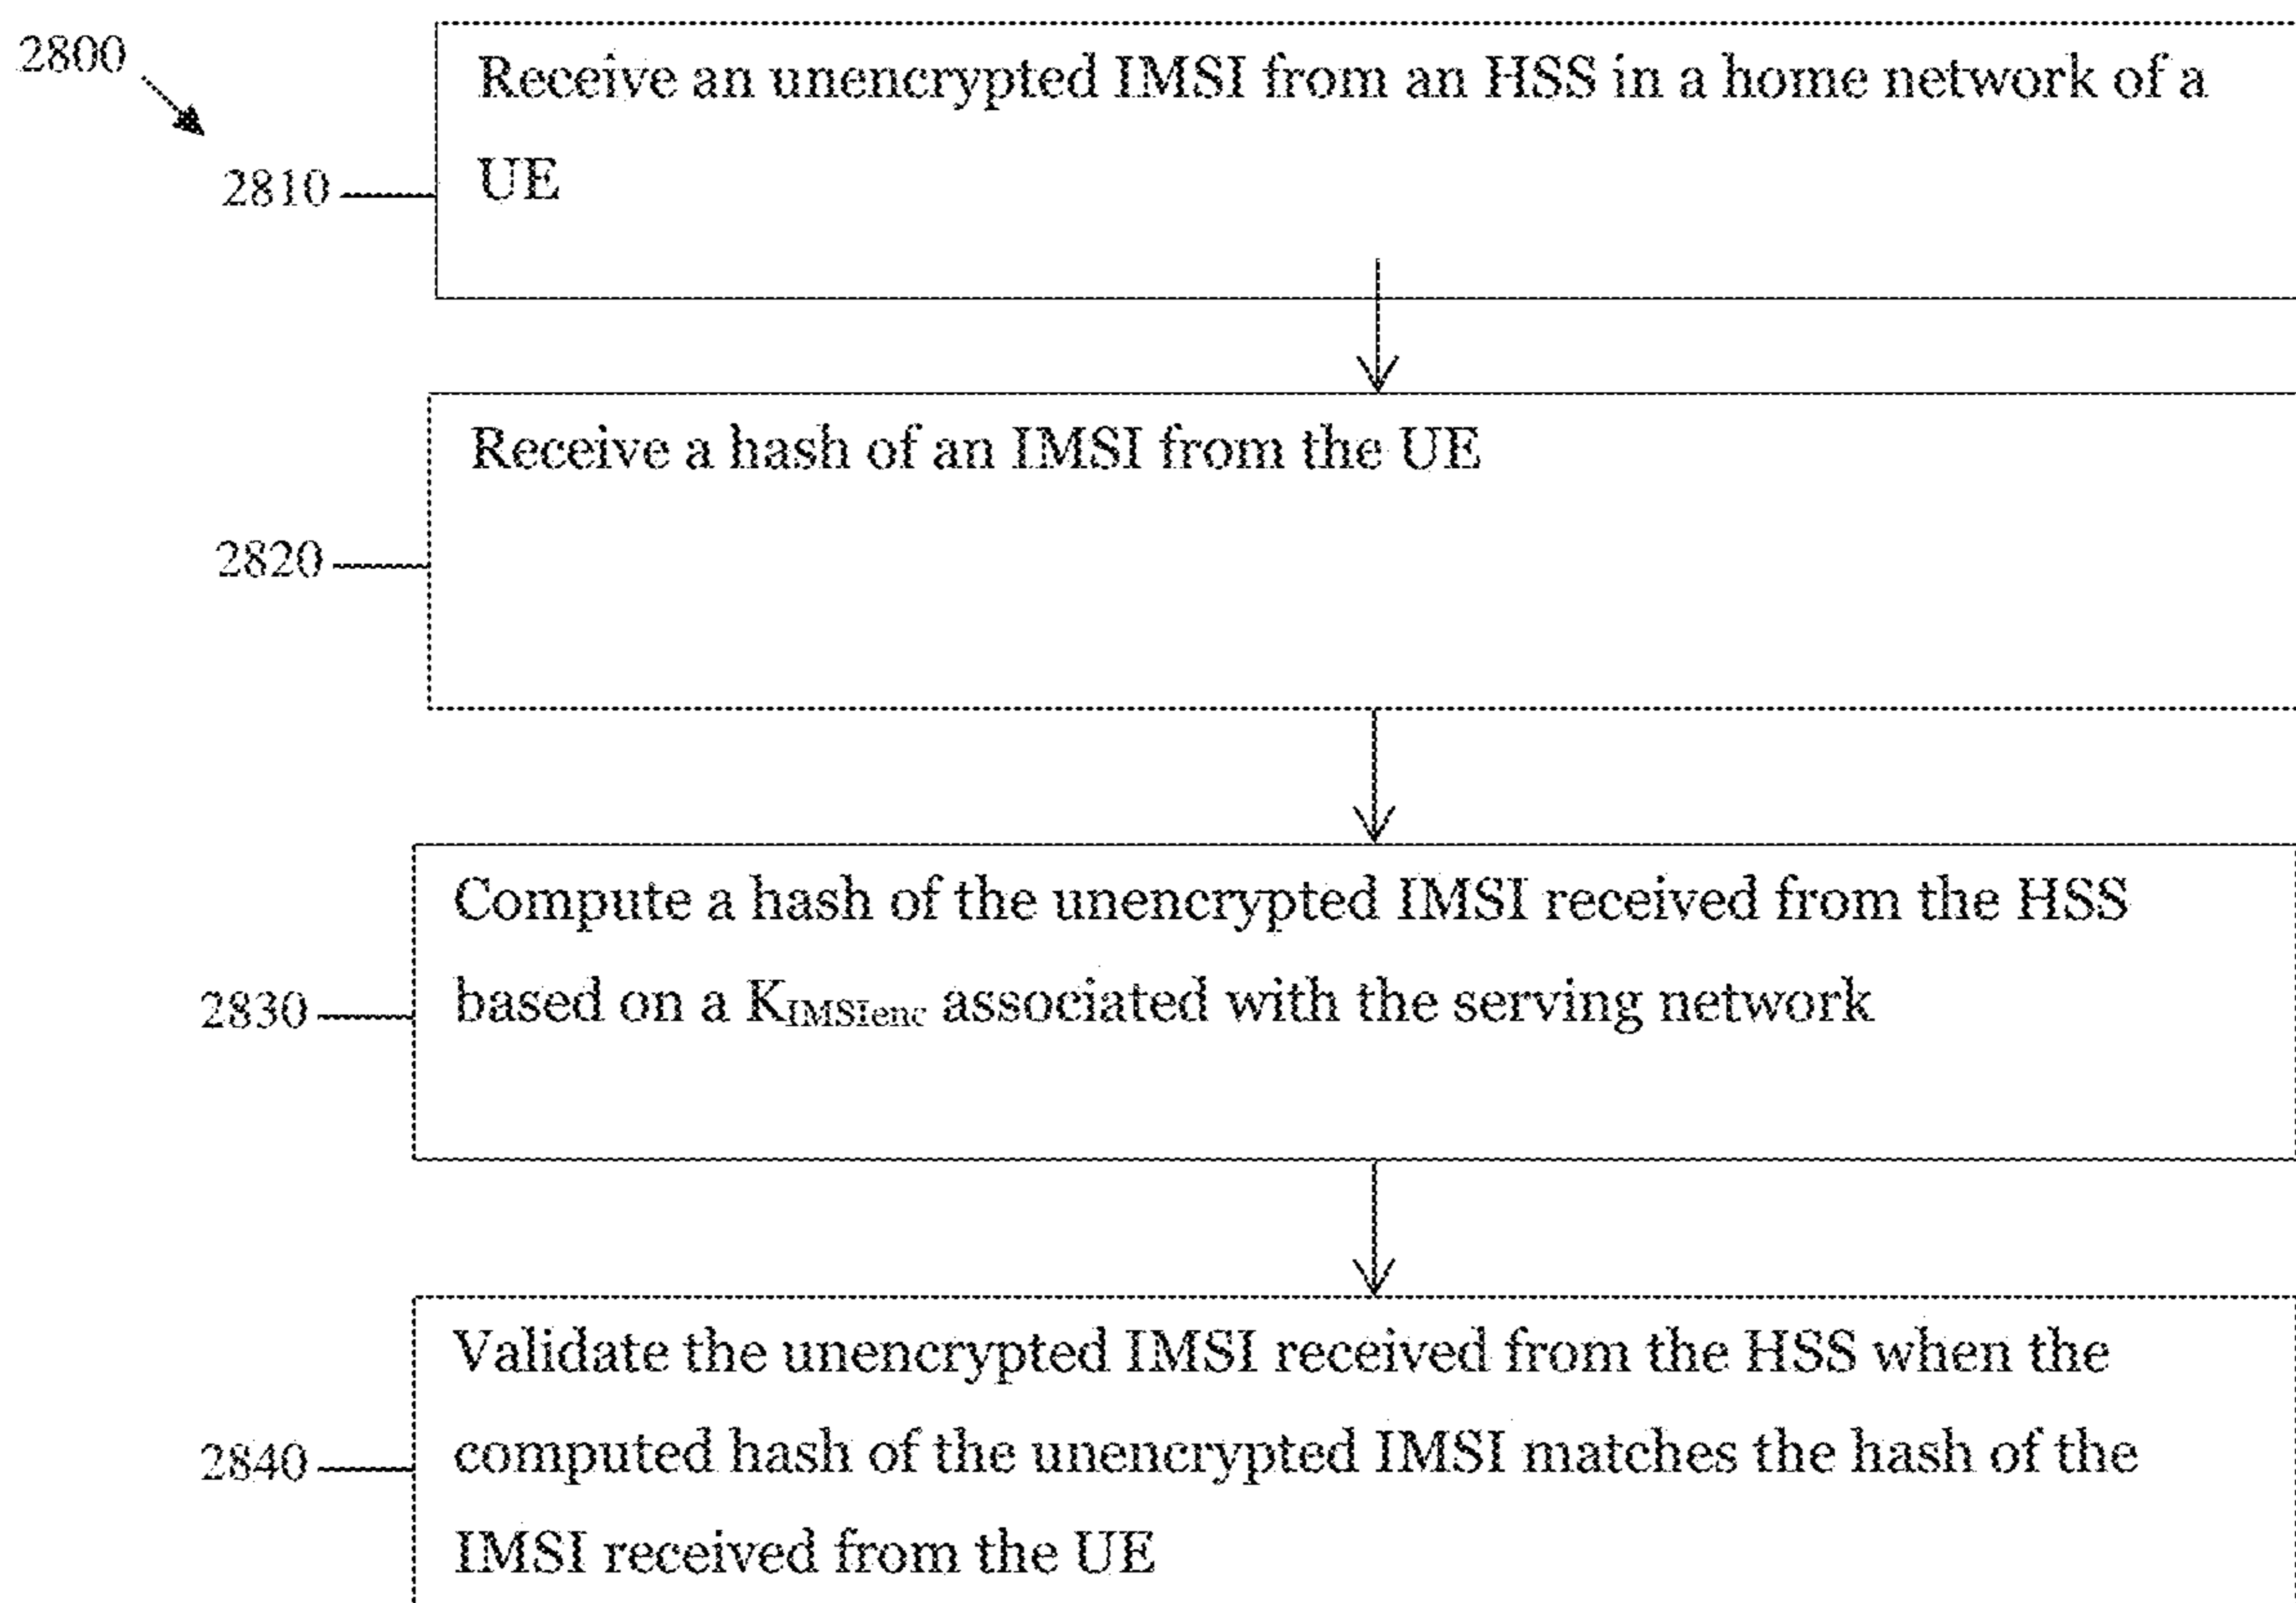 2800
Receive an unencrypted IMSI from an HSS in a home network of a
UE
2810
Receive a hash of an IMSI from the UE
2820
Compute a hash of the unencrypted IMSI received from the HSS
based on a KIMSIenc associated with the serving network
2830
Validate the unencrypted IMSI received from the HSS when the
computed hash of the unencrypted IMSI matches the hash of the
2840
IMSI received from the UE